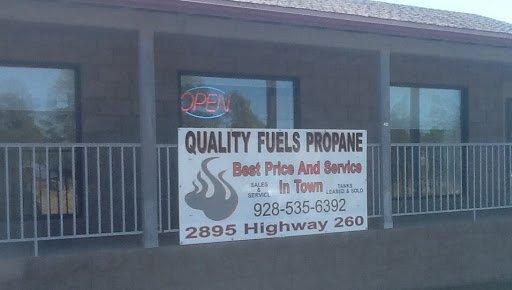 OPEN
QUALITY FUELS PROPANE
Best Price And Service
In Town
SALES
&
SERVICE
TANKS
LEASED & SOLD
928-535-6392
2895 Highway 260